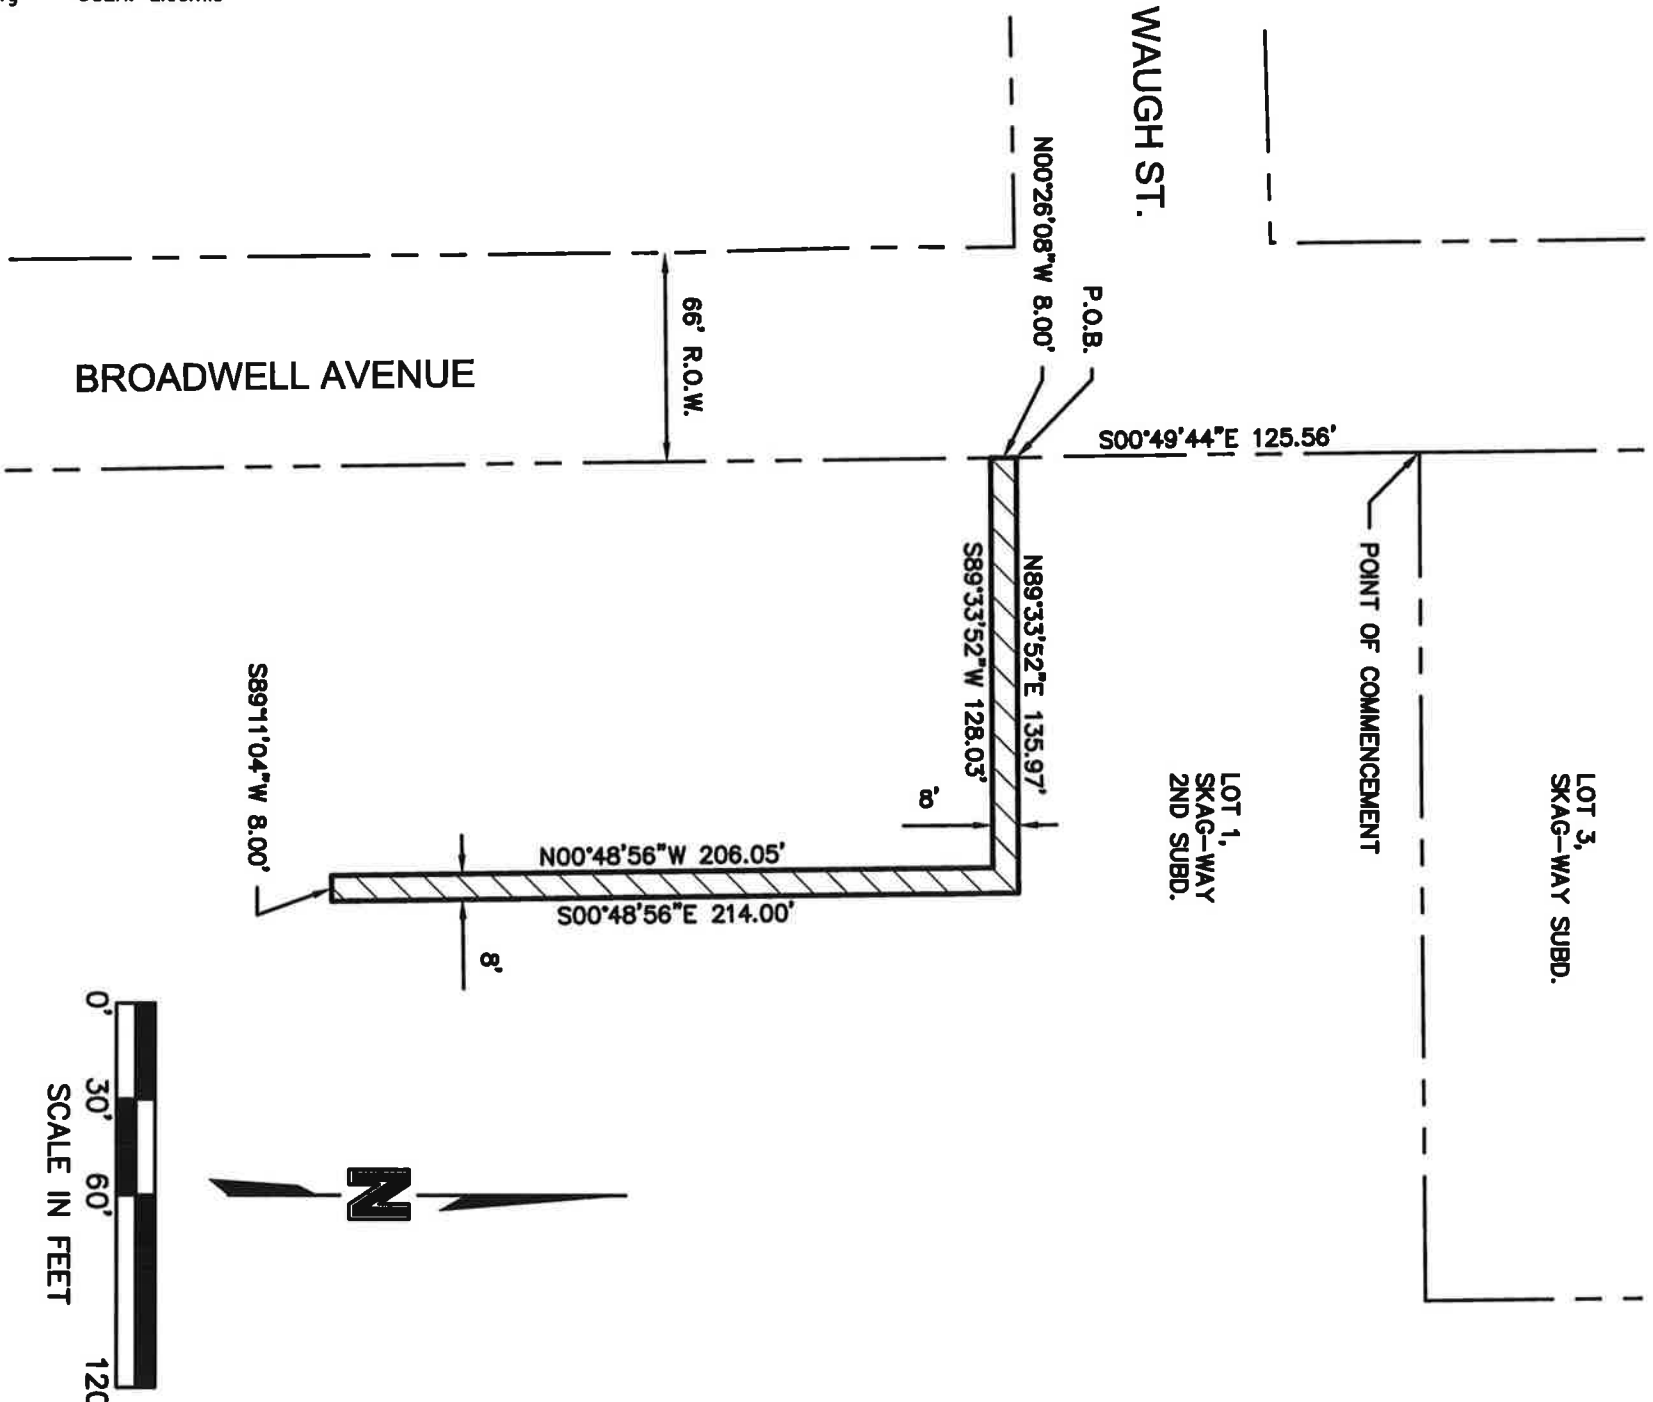 WAUGH ST.
N00°26'08"W 8.00'
P.O.B.
66' R.O.W.
BROADWELL AVENUE
S00°49'44"E 125.56'
POINT OF COMMENCEMENT
LOT 3,
SKAG-WAY SUBD.
LOT 1,
SKAG-WAY
2ND SUBD.
N89°33'52"E 135.97'
S89°33'52"W 128.03'
8'
N00°48'56"W 206.05'
S00°48'56"E 214.00'
8'
S89°11'04"W 8.00'
N
0' 30' 60' 120
SCALE IN FEET